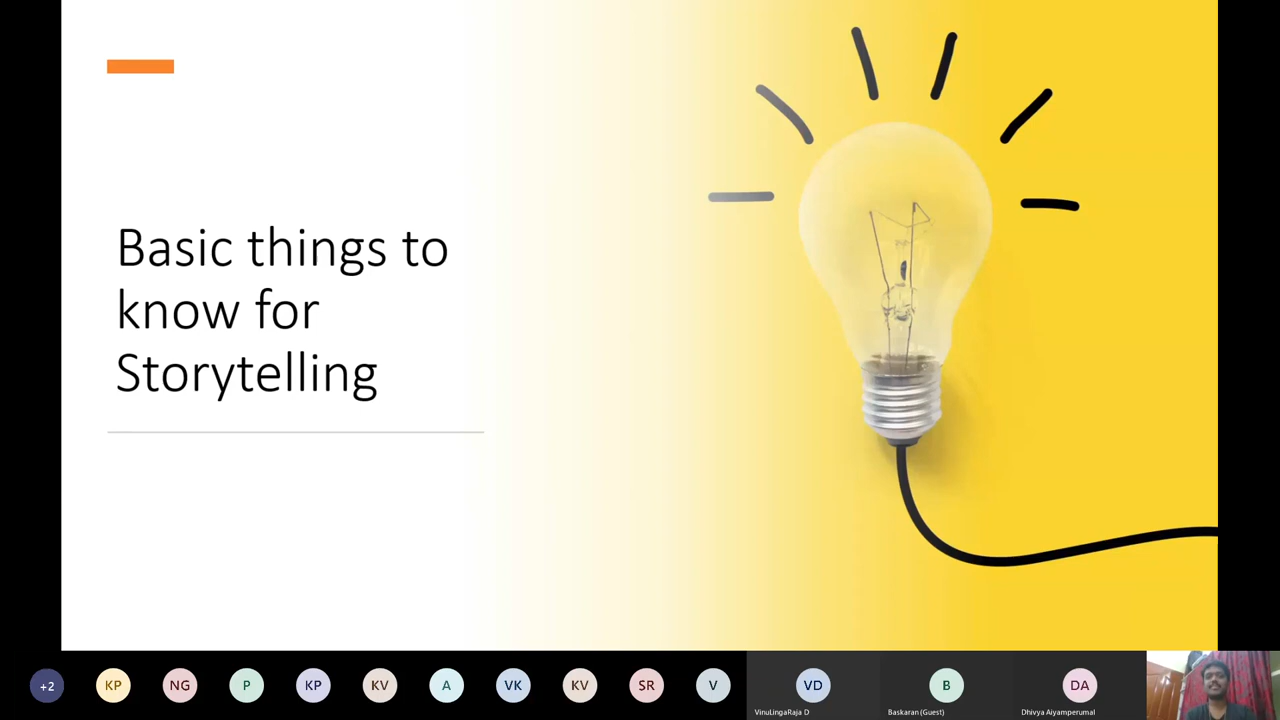 Basic things to
know for
Storytelling
+2
KP
NG
P
KP
KV
A
VK
KV
SR
V
VD
B
DA
VinuLingaRaja D
Baskaran (Guest)
Dhivya Aiyamperumal